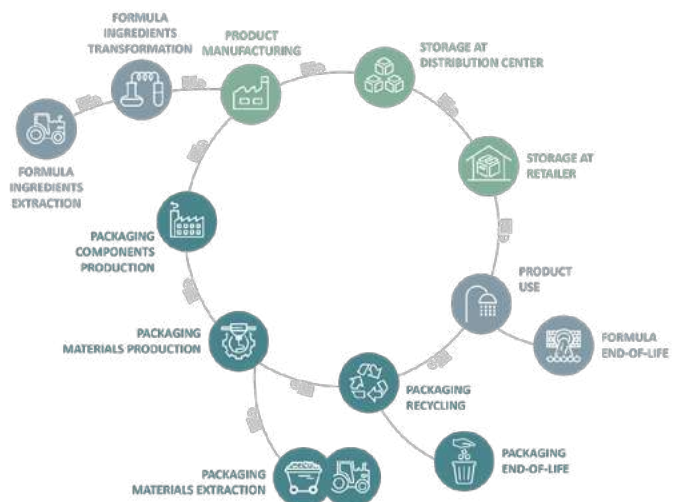 FORMULA
INGREDIENTS
TRANSFORMATION
PRODUCT
MANUFACTURING
STORAGE AT
DISTRIBUTION CENTER
STORAGE AT
RETAILER
FORMULA
INGREDIENTS
EXTRACTION
PACKAGING
COMPONENTS
PRODUCTION
PRODUCT
USE
FORMULA
END-OF-LIFE
PACKAGING
MATERIALS PRODUCTION
PACKAGING
RECYCLING
PACKAGING
END-OF-LIFE
PACKAGING
MATERIALS EXTRACTION